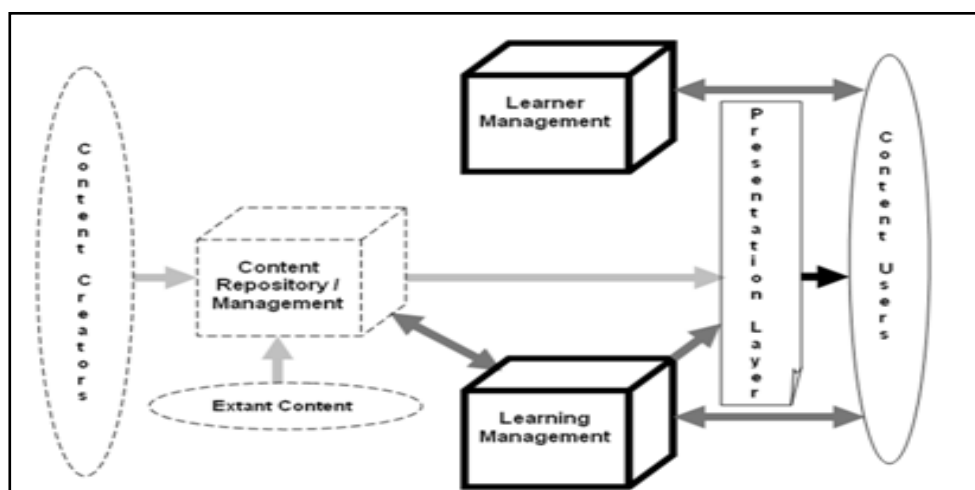 Content Creators
Content
Repository /
Management
Extant Content
Learner
Management
Learning
Management
Presentation Layer
Content Users